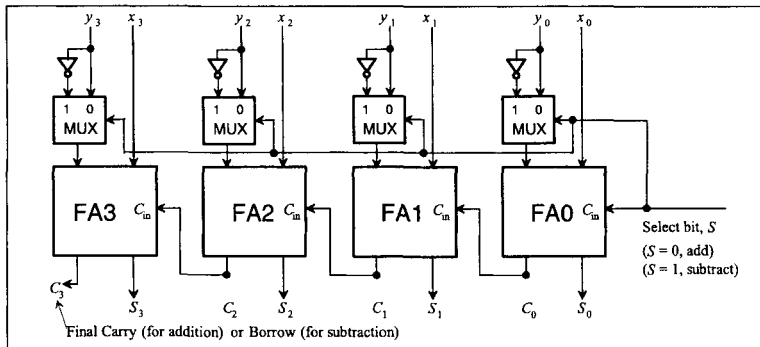 y3 x3 y2 x2 y1 x1 y0 x0
1 0 1 0 1 0 1 0
MUX MUX MUX MUX
FA3 Cin FA2 Cin FA1 Cin FA0 Cin
Select bit, S
(S = 0, add)
(S = 1, subtract)
C3 S3 C2 S2 C1 S1 C0 S0
Final Carry (for addition) or Borrow (for subtraction)